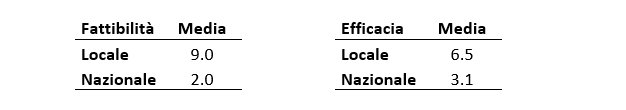 Fattibilità Media
Locale 9.0
Nazionale 2.0
Efficacia Media
Locale 6.5
Nazionale 3.1